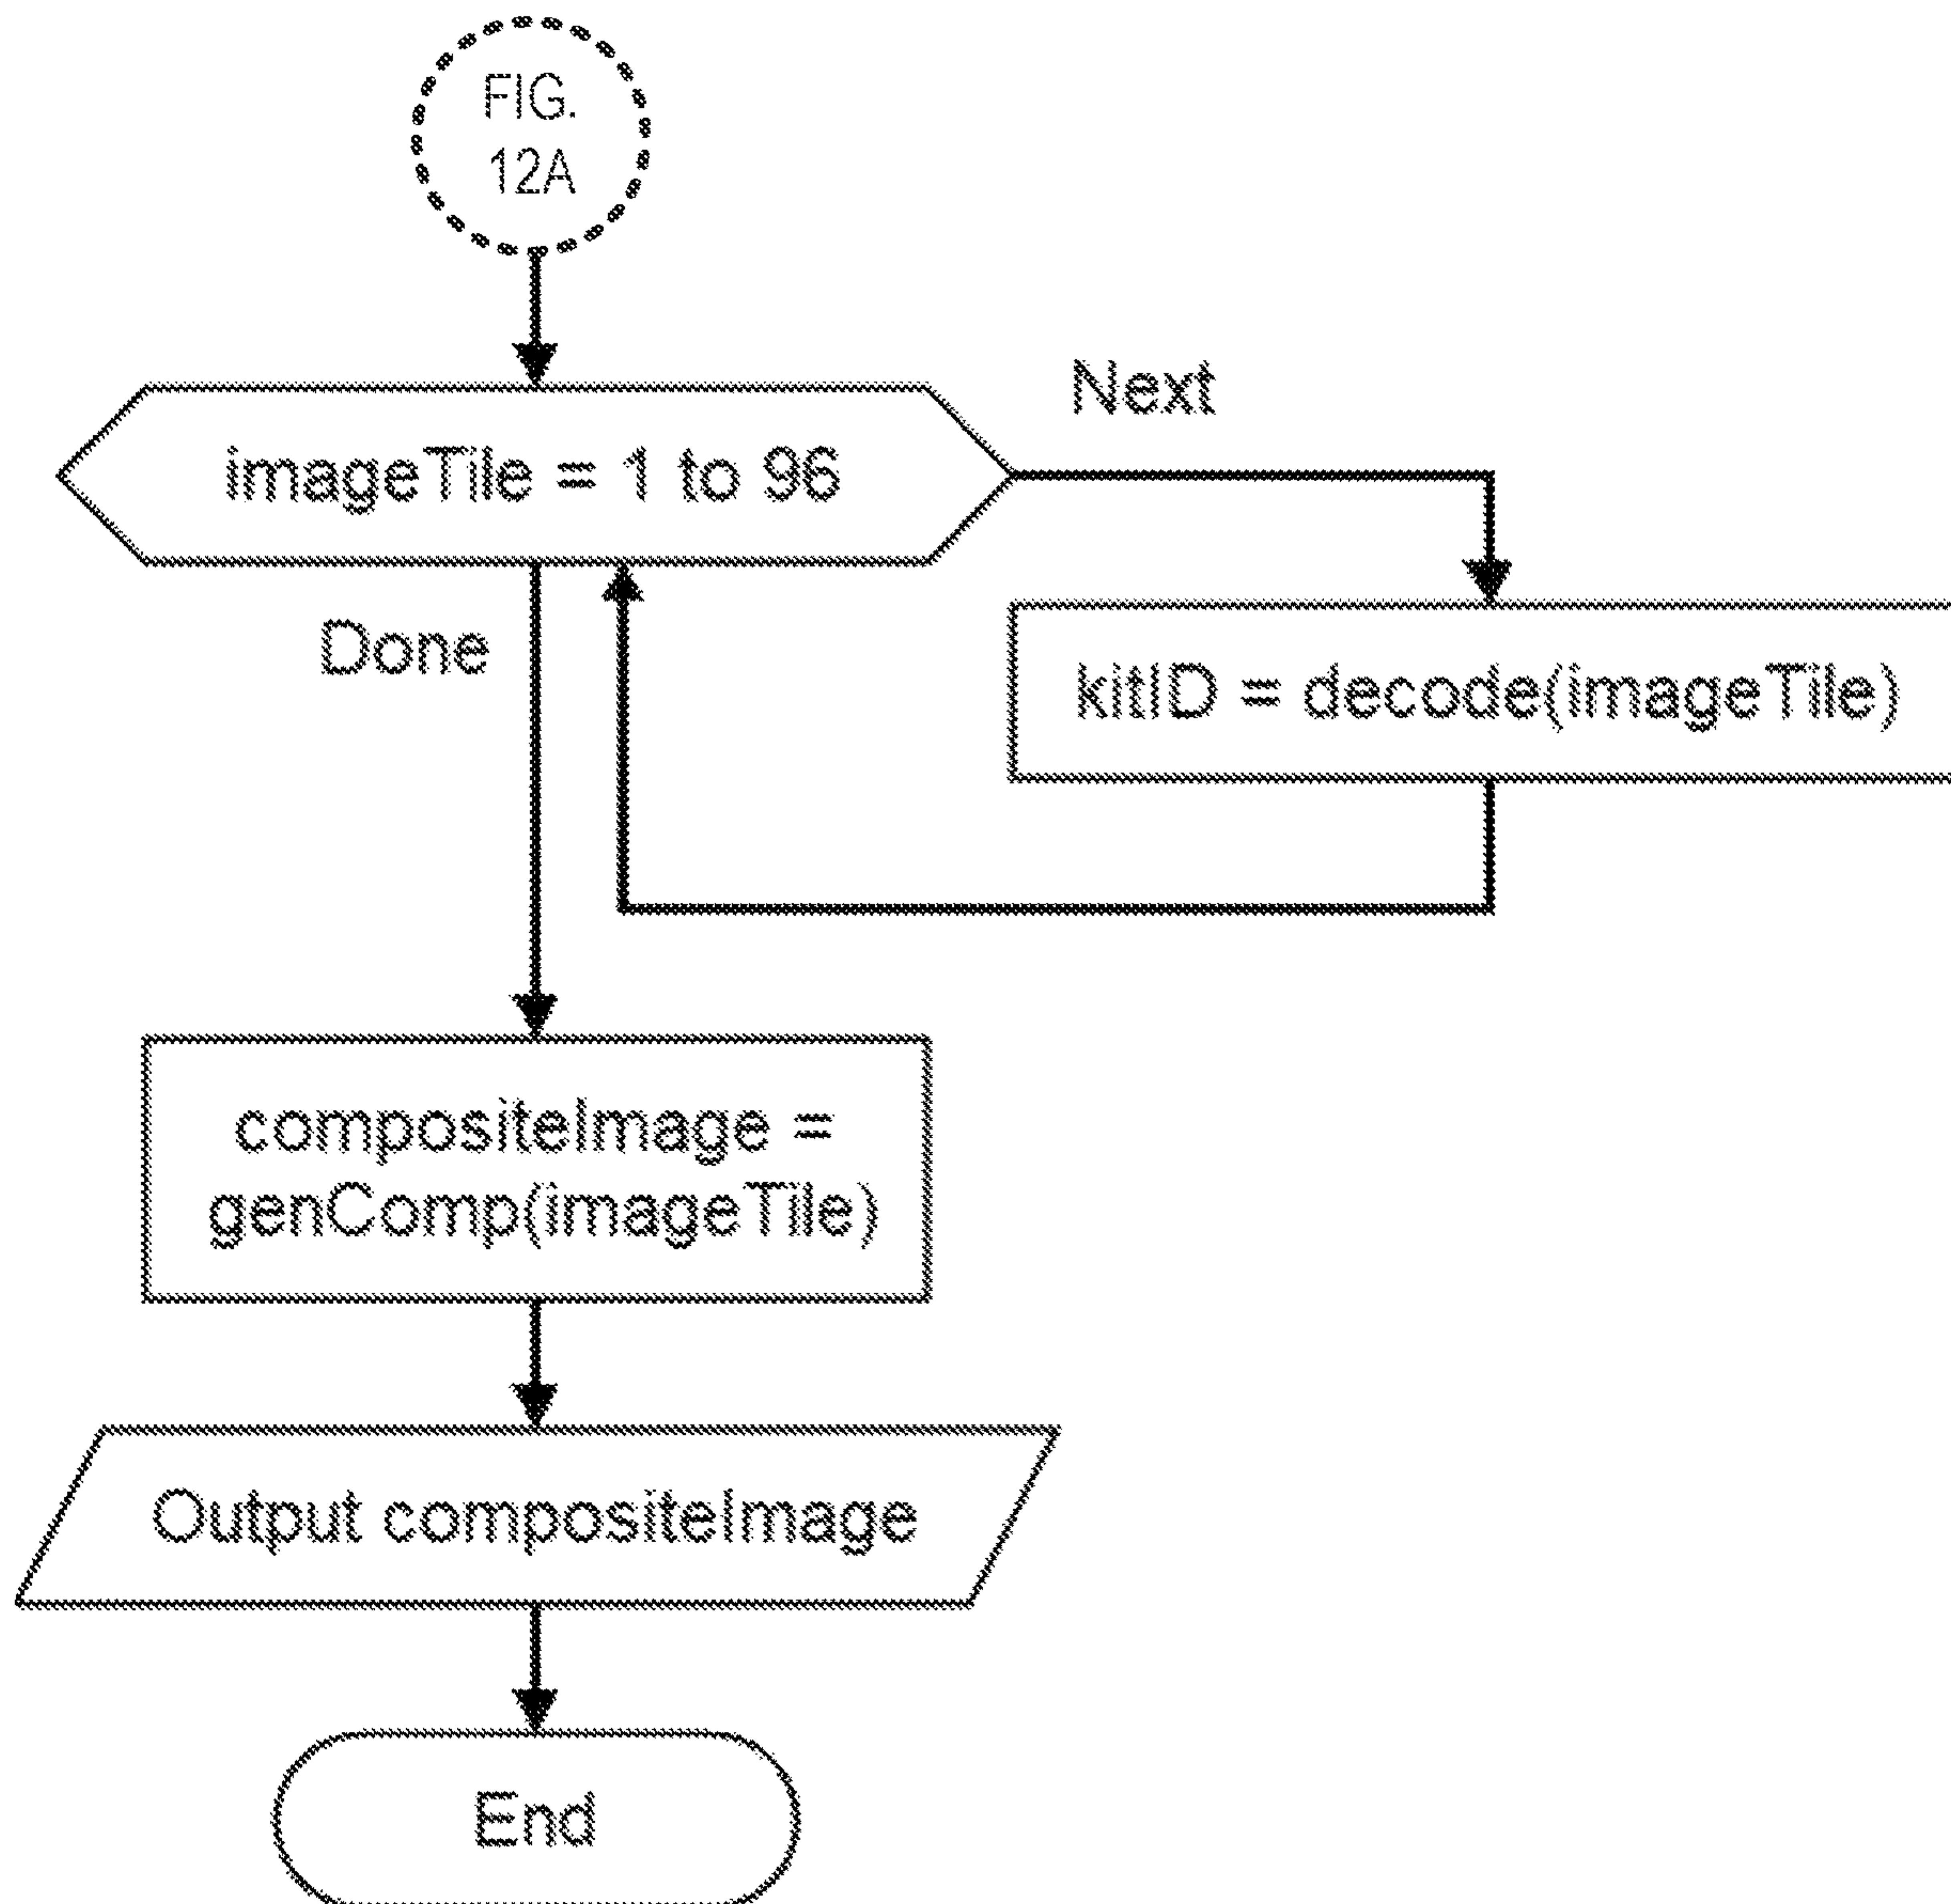 FIG.
12A
imageTile = 1 to 96
Next
Done
kitID = decode(imageTile)
compositeImage =
genComp(imageTile)
Output compositeImage
End